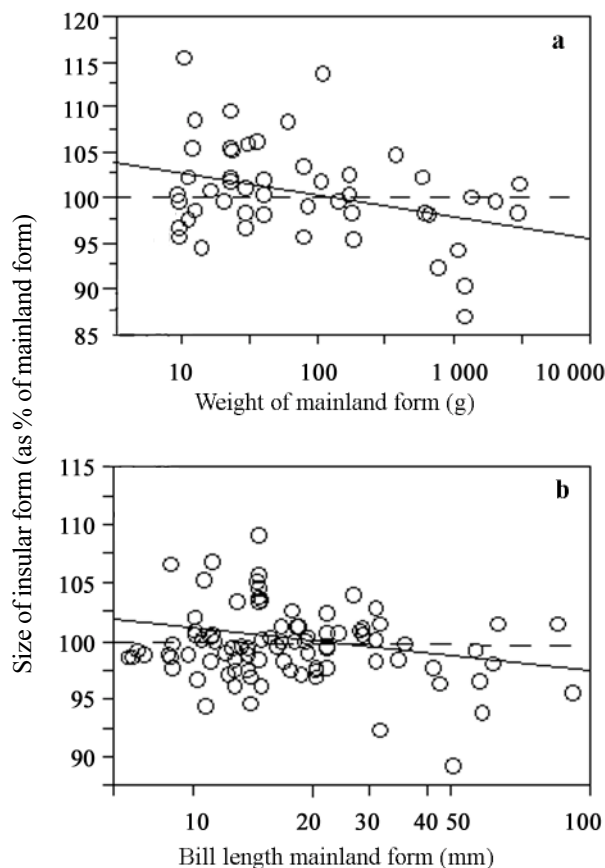 Size of insular form (as % of mainland form)
a
120
115
110
105
100
95
90
85
10 100 1 000 10 000
Weight of mainland form (g)
b
115
110
105
100
95
90
10 20 30 40 50 100
Bill length mainland form (mm)